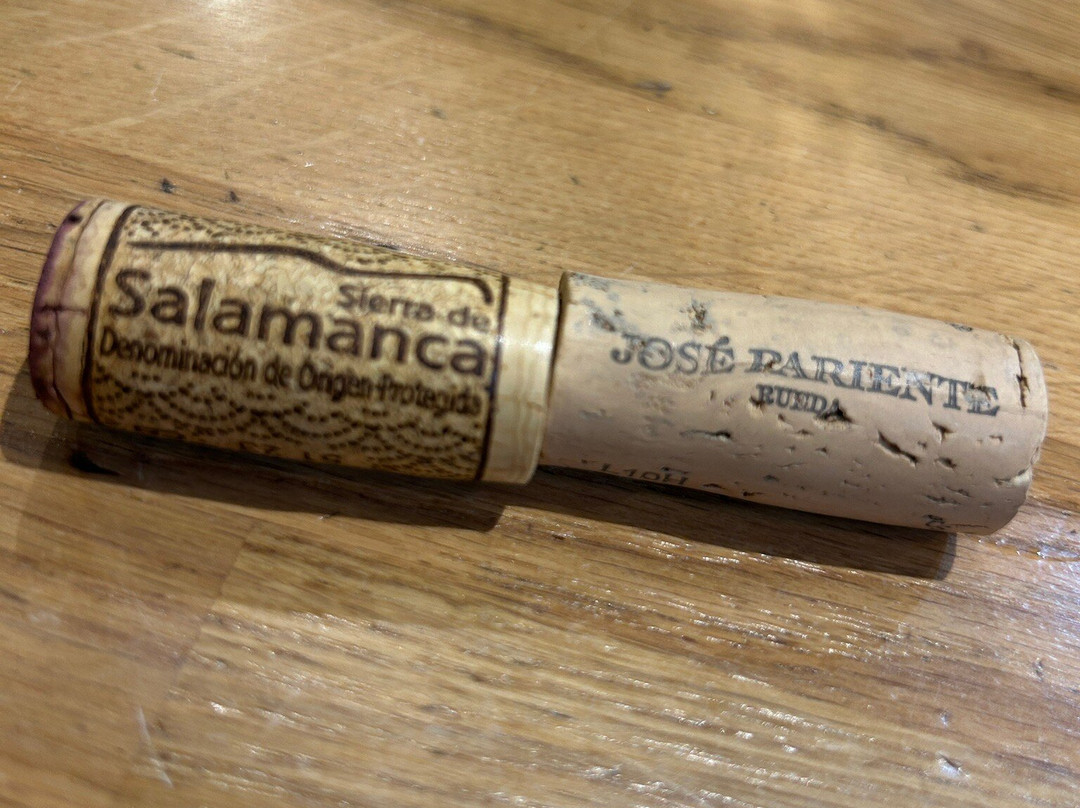 Sierra de
Salamanca
Denominación de Origen Protegida
JOSÉ PARIENTE
RUEDA